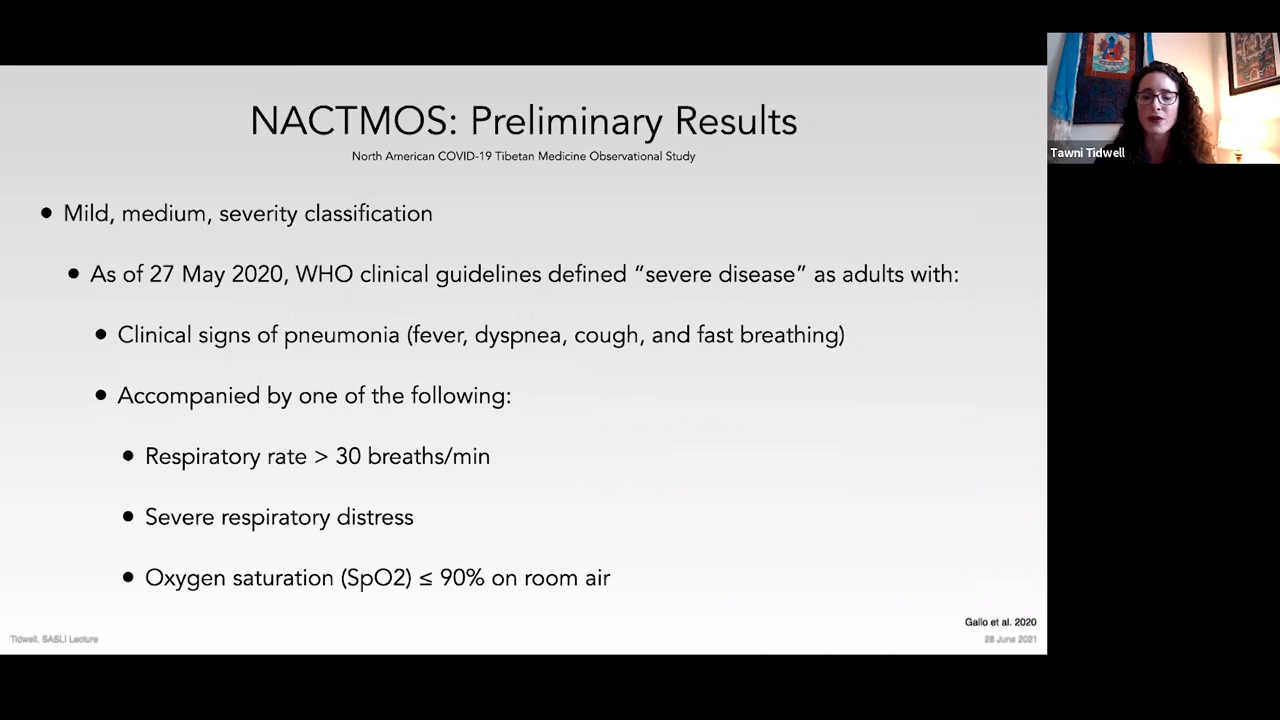 NACTMOS: Preliminary Results
North American COVID-19 Tibetan Medicine Observational Study
• Mild, medium, severity classification
• As of 27 May 2020, WHO clinical guidelines defined “severe disease” as adults with:
• Clinical signs of pneumonia (fever, dyspnea, cough, and fast breathing)
• Accompanied by one of the following:
• Respiratory rate > 30 breaths/min
• Severe respiratory distress
• Oxygen saturation (SpO2) ≤ 90% on room air
Gallo et al. 2020
Tidwell, SASLI Lecture
28 June 2021
Tawni Tidwell